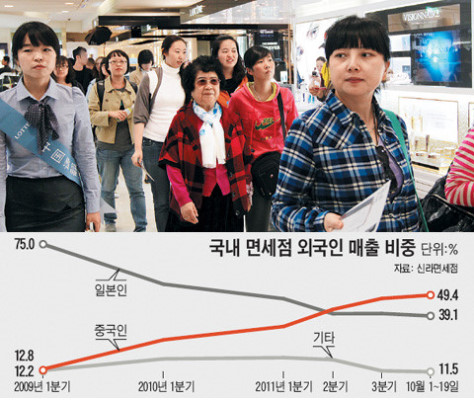 LOTTE
국내 면세점 외국인 매출 비중 단위:%
자료: 신라면세점
75.0
일본인
49.4
39.1
중국인
기타
12.8
12.2
11.5
2009년 1분기
2010년 1분기
2011년 1분기
2분기
3분기
10월 1~19일